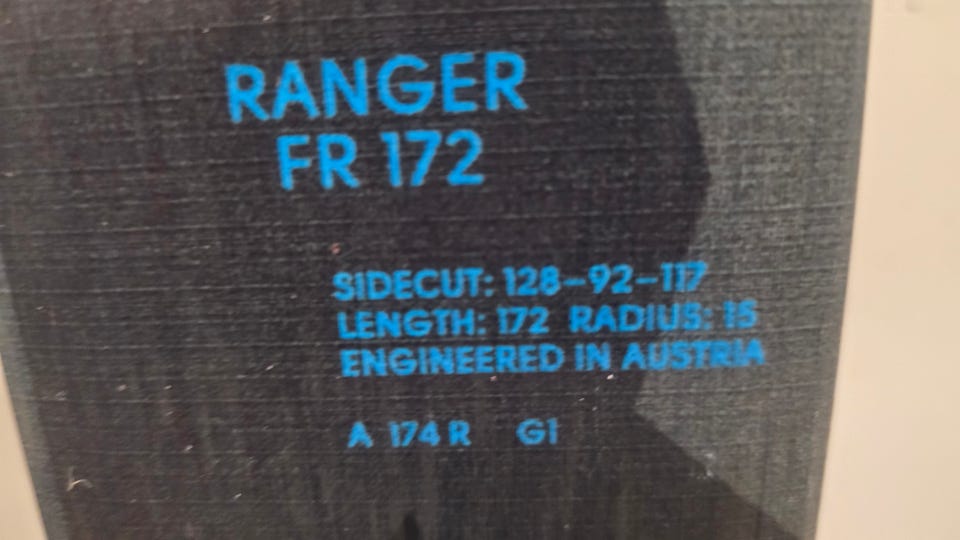 RANGER
FR 172
SIDECUT: 128-92-117
LENGTH: 172 RADIUS: 15
ENGINEERED IN AUSTRIA
A 174 R G1